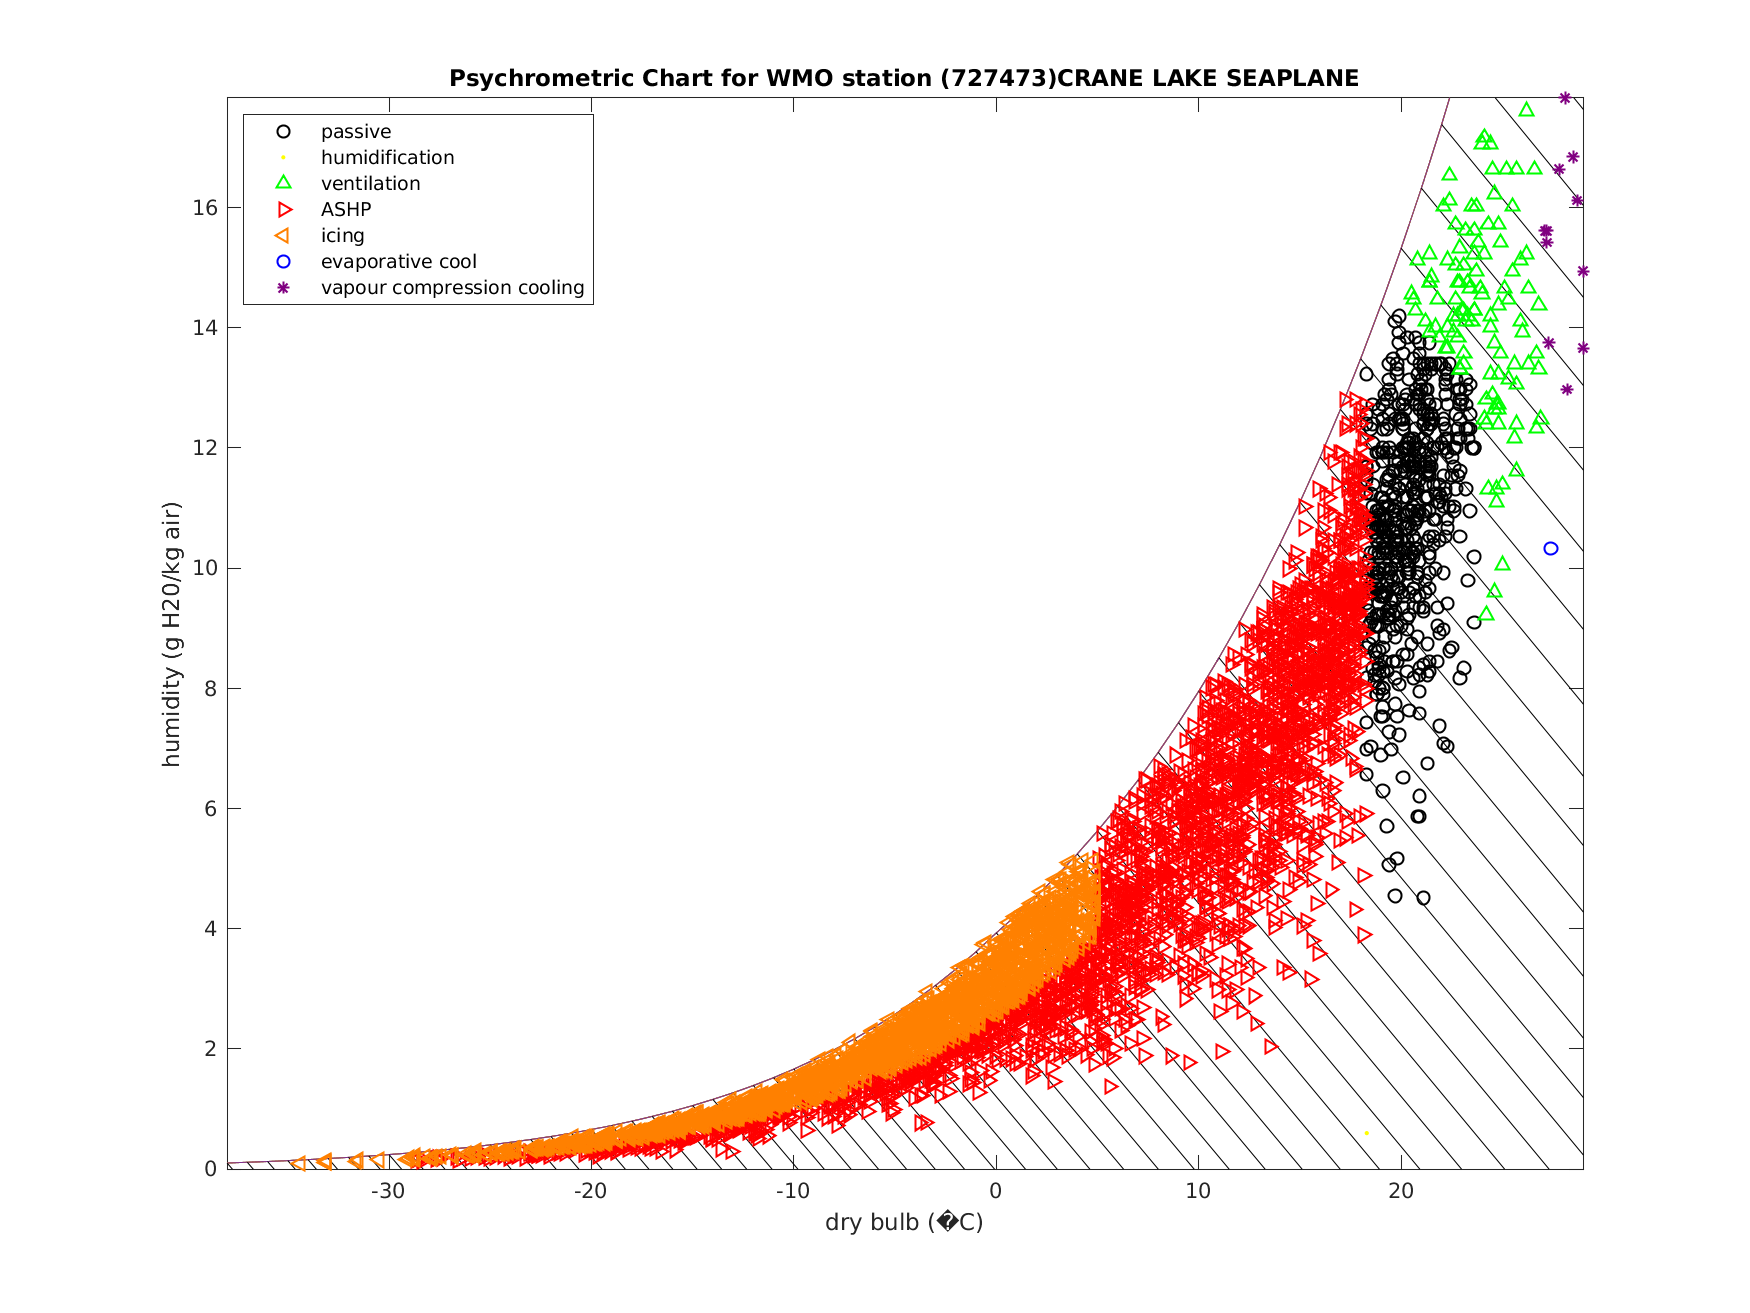 Psychrometric Chart for WMO station (727473)CRANE LAKE SEAPLANE
passive
humidification
ventilation
ASHP
icing
evaporative cool
vapour compression cooling
humidity (g H20/kg air)
16
14
12
10
8
6
4
2
0
-30 -20 -10 0 10 20
dry bulb (�C)